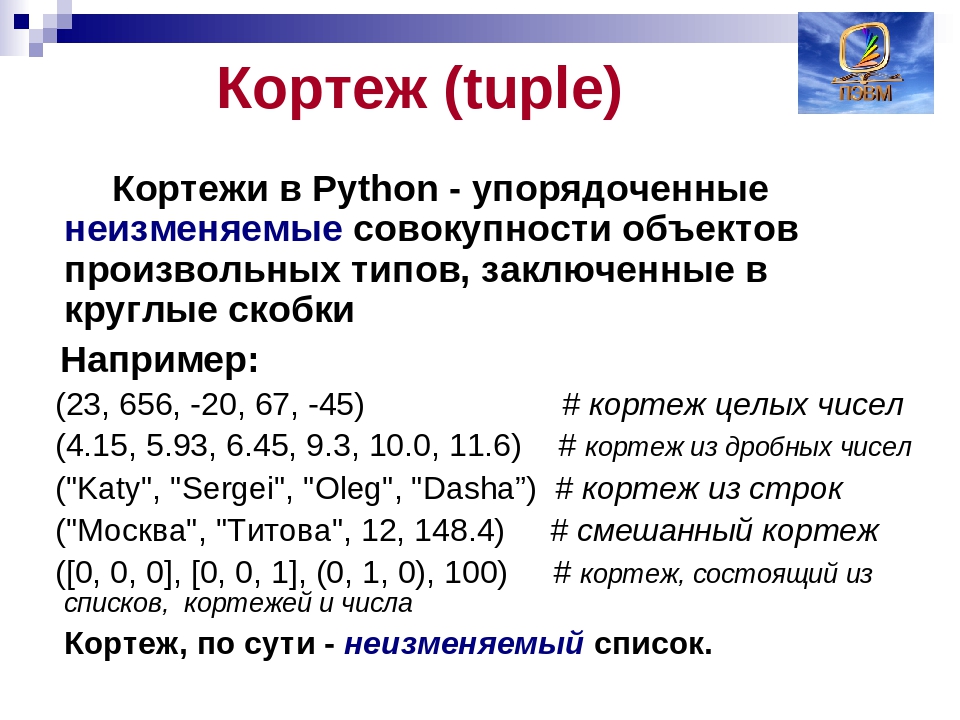 ПЭВМ
Кортеж (tuple)
Кортежи в Python - упорядоченные
неизменяемые совокупности объектов
произвольных типов, заключенные в
круглые скобки
Например:
(23, 656, -20, 67, -45) # кортеж целых чисел
(4.15, 5.93, 6.45, 9.3, 10.0, 11.6) # кортеж из дробных чисел
("Katy", "Sergei", "Oleg", "Dasha”) # кортеж из строк
("Москва", "Титова", 12, 148.4) # смешанный кортеж
([0, 0, 0], [0, 0, 1], (0, 1, 0), 100) # кортеж, состоящий из
списков, кортежей и числа
Кортеж, по сути - неизменяемый список.